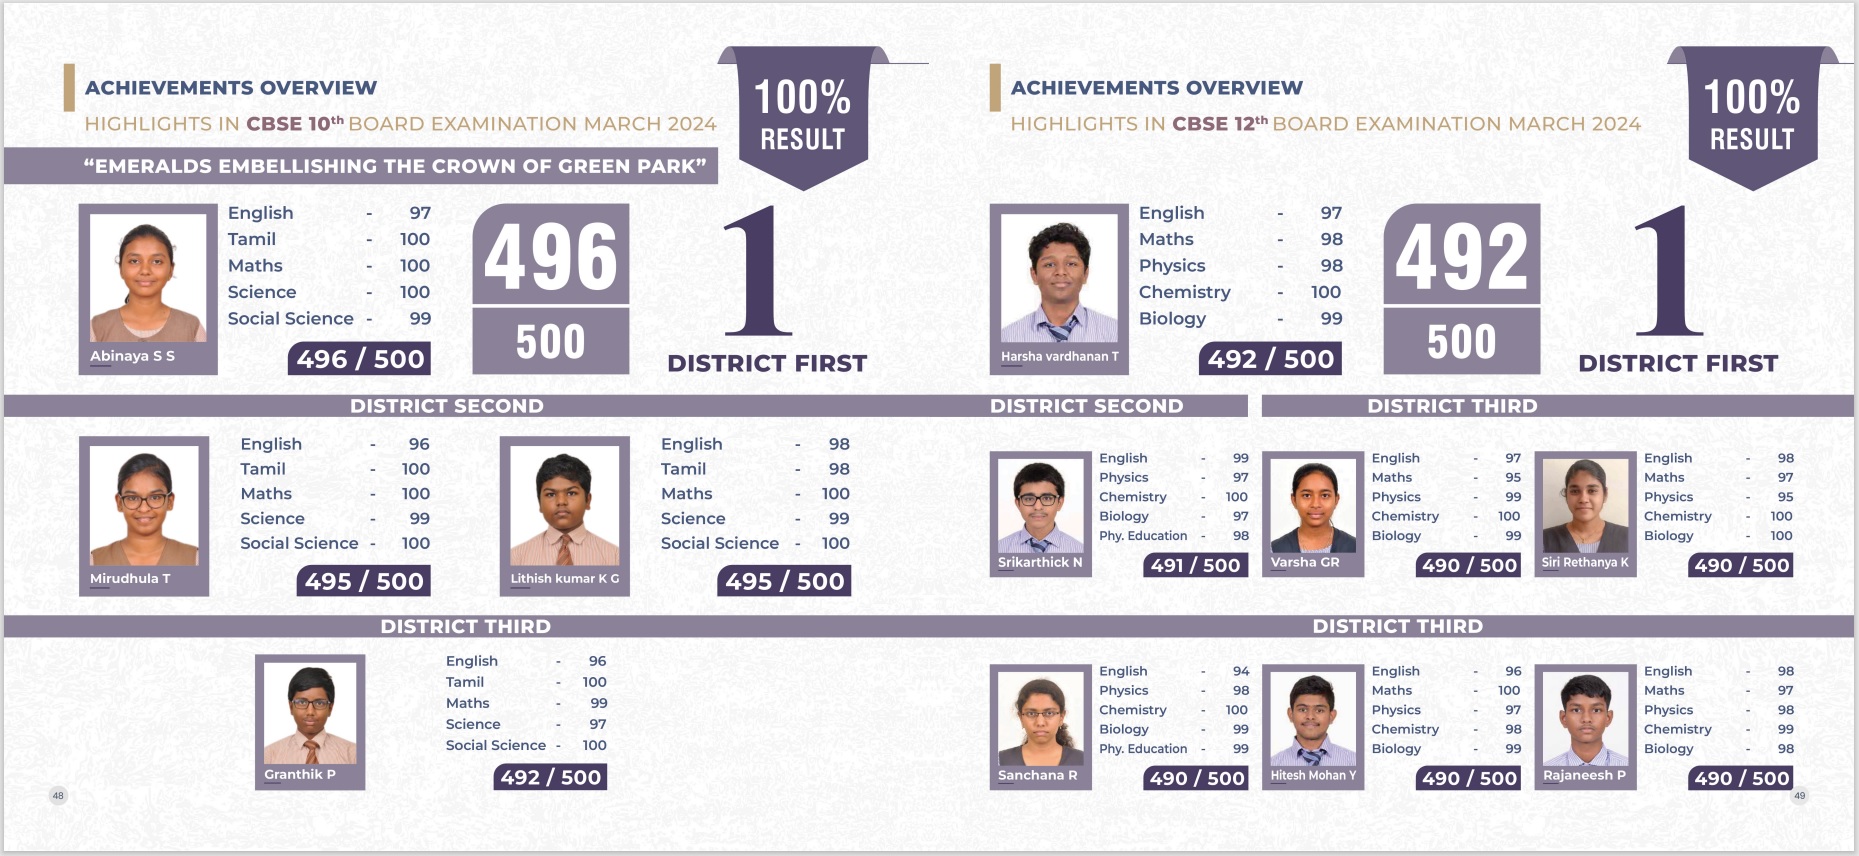 ACHIEVEMENTS OVERVIEW
HIGHLIGHTS IN CBSE 10th BOARD EXAMINATION MARCH 2024
100%
RESULT
“EMERALDS EMBELLISHING THE CROWN OF GREEN PARK”
Abinaya S S
English - 97
Tamil - 100
Maths - 100
Science - 100
Social Science - 99
496 / 500
496
500
1
DISTRICT FIRST
DISTRICT SECOND
Mirudhula T
English - 96
Tamil - 100
Maths - 100
Science - 99
Social Science - 100
495 / 500
Lithish kumar K G
English - 98
Tamil - 98
Maths - 100
Science - 99
Social Science - 100
495 / 500
DISTRICT THIRD
Granthik P
English - 96
Tamil - 100
Maths - 99
Science - 97
Social Science - 100
492 / 500
48
ACHIEVEMENTS OVERVIEW
HIGHLIGHTS IN CBSE 12th BOARD EXAMINATION MARCH 2024
100%
RESULT
Harsha vardhanan T
English - 97
Maths - 98
Physics - 98
Chemistry - 100
Biology - 99
492 / 500
492
500
1
DISTRICT FIRST
DISTRICT SECOND
Srikarthick N
English - 99
Physics - 97
Chemistry - 100
Biology - 97
Phy. Education - 98
491 / 500
DISTRICT THIRD
Varsha GR
English - 97
Maths - 95
Physics - 99
Chemistry - 100
Biology - 99
490 / 500
Siri Rethanya K
English - 98
Maths - 97
Physics - 95
Chemistry - 100
Biology - 100
490 / 500
DISTRICT THIRD
Sanchana R
English - 94
Physics - 98
Chemistry - 100
Biology - 99
Phy. Education - 99
490 / 500
Hitesh Mohan Y
English - 96
Maths - 100
Physics - 97
Chemistry - 98
Biology - 99
490 / 500
Rajaneesh P
English - 98
Maths - 97
Physics - 98
Chemistry - 99
Biology - 98
490 / 500
49